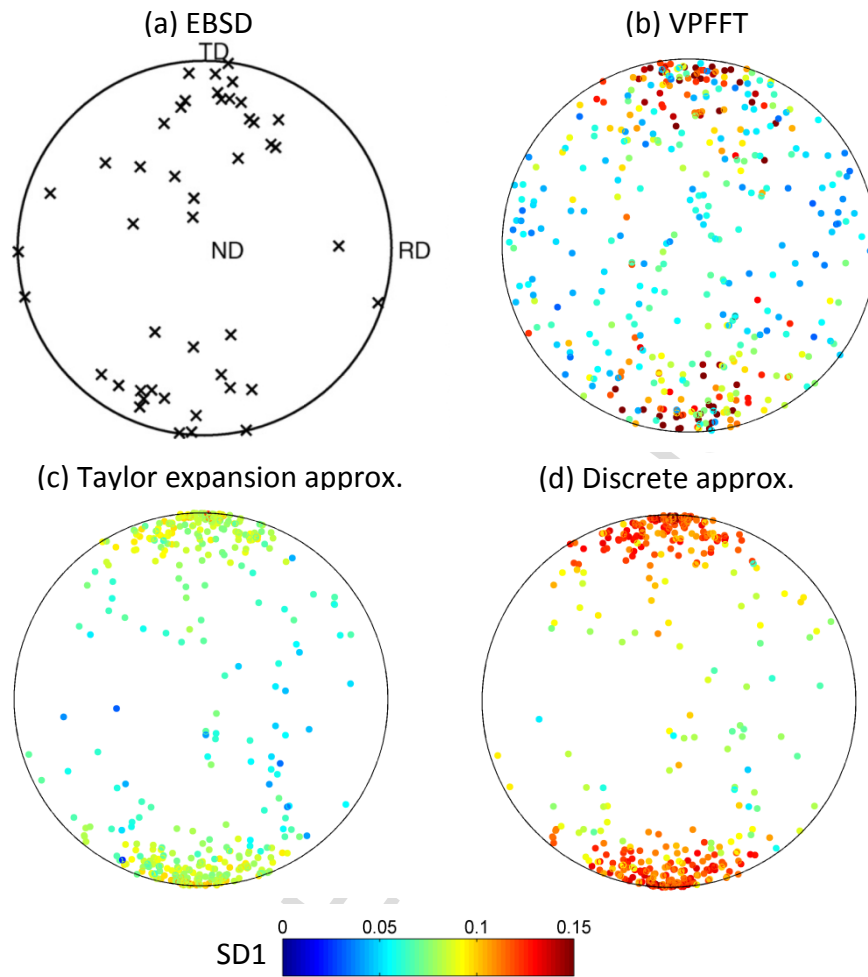 (a) EBSD
(b) VPFFT
TD
ND
RD
(c) Taylor expansion approx.
(d) Discrete approx.
0 0.05 0.1 0.15
SD1